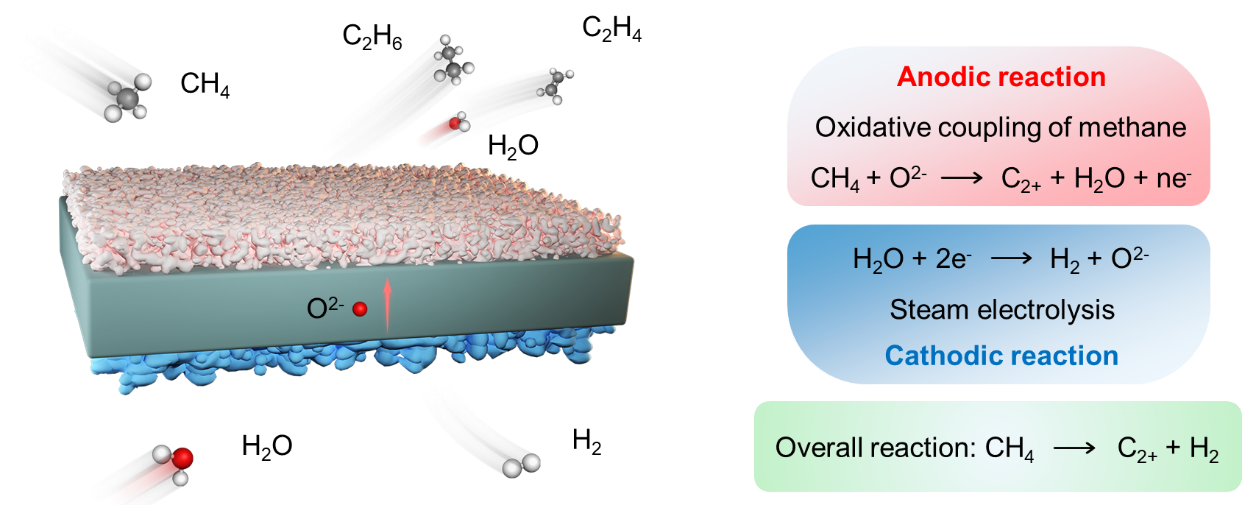 CH₄
C₂H₆
C₂H₄
H₂O
O²⁻
H₂O
H₂
Anodic reaction
Oxidative coupling of methane
CH₄ + O²⁻ ⟶ C₂₊ + H₂O + ne⁻
H₂O + 2e⁻ ⟶ H₂ + O²⁻
Steam electrolysis
Cathodic reaction
Overall reaction: CH₄ ⟶ C₂₊ + H₂